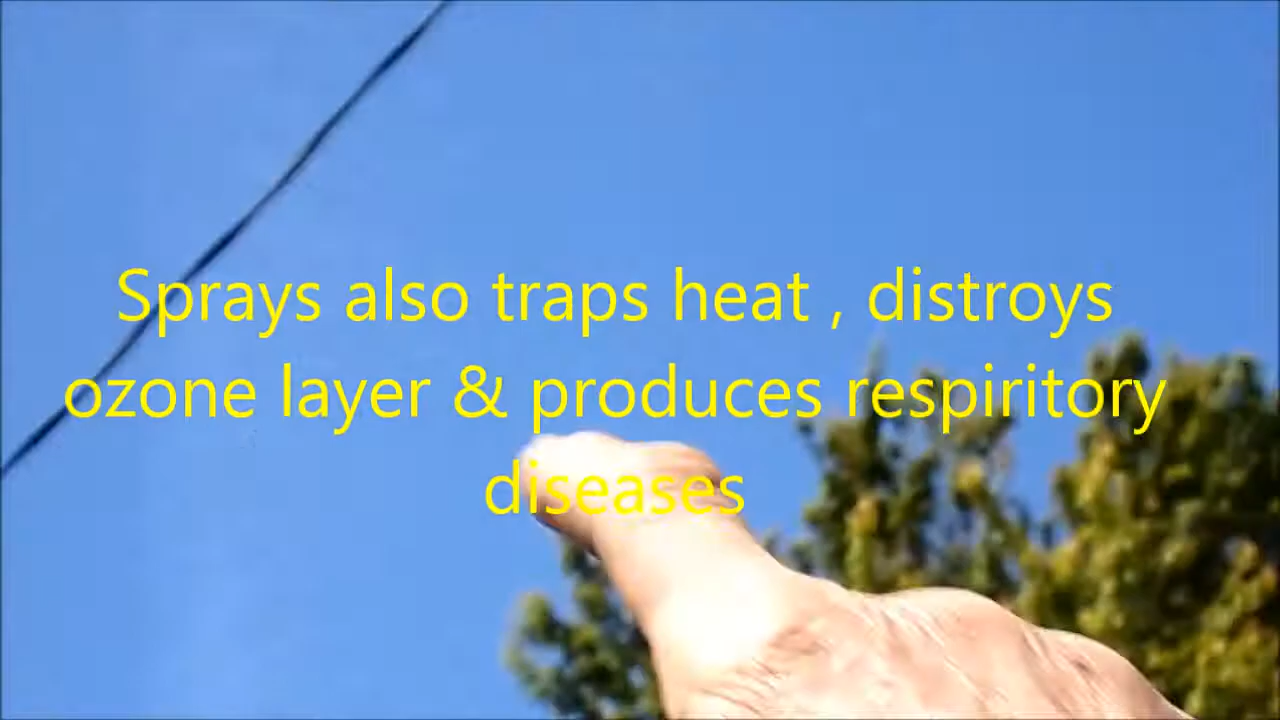 Sprays also traps heat , distroys
ozone layer & produces respiritory
diseases